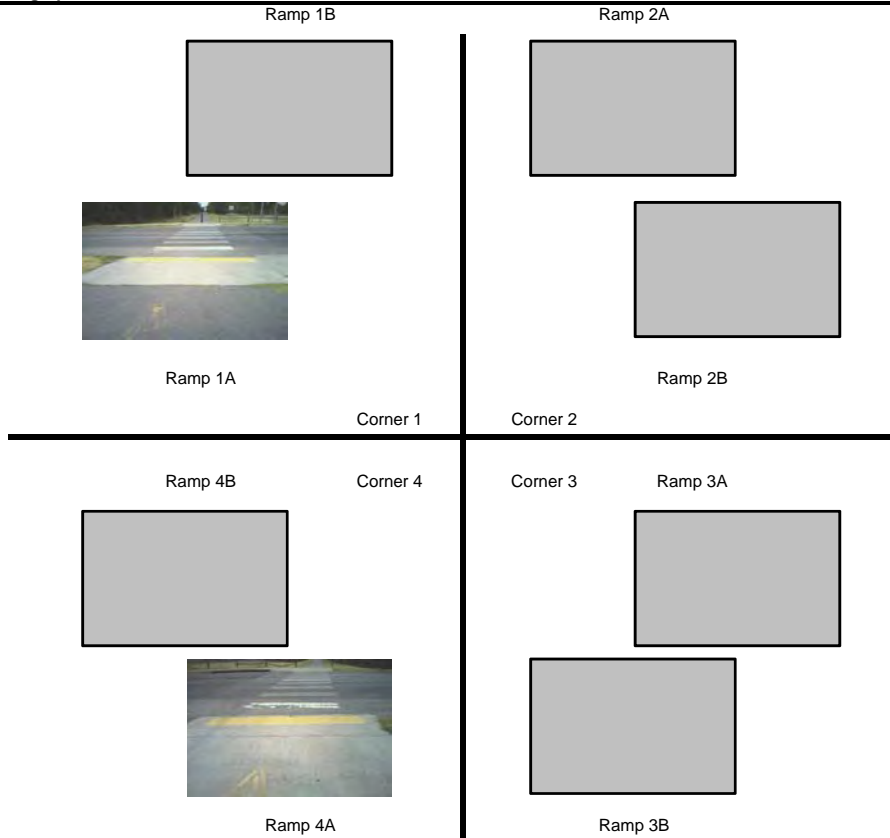 Ramp 1B Ramp 2A
Ramp 1A Ramp 2B
Corner 1 Corner 2
Ramp 4B Corner 4 Corner 3 Ramp 3A
Ramp 4A Ramp 3B